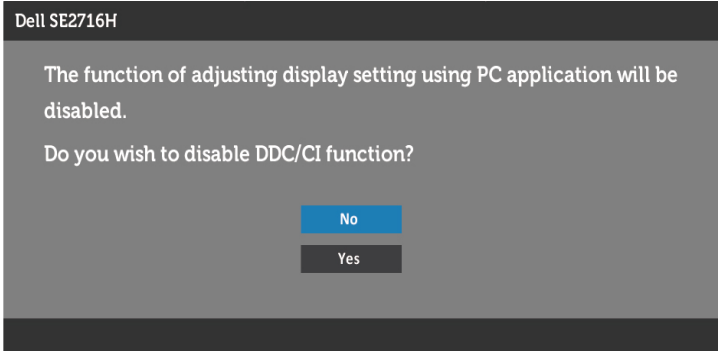 Dell SE2716H
The function of adjusting display setting using PC application will be
disabled.
Do you wish to disable DDC/CI function?
No
Yes